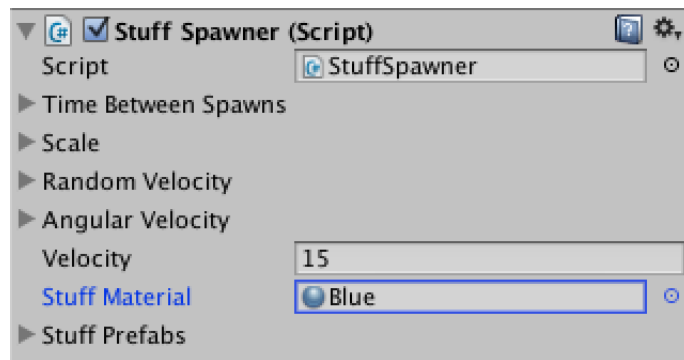 Stuff Spawner (Script)
Script StuffSpawner
Time Between Spawns
Scale
Random Velocity
Angular Velocity
Velocity 15
Stuff Material Blue
Stuff Prefabs